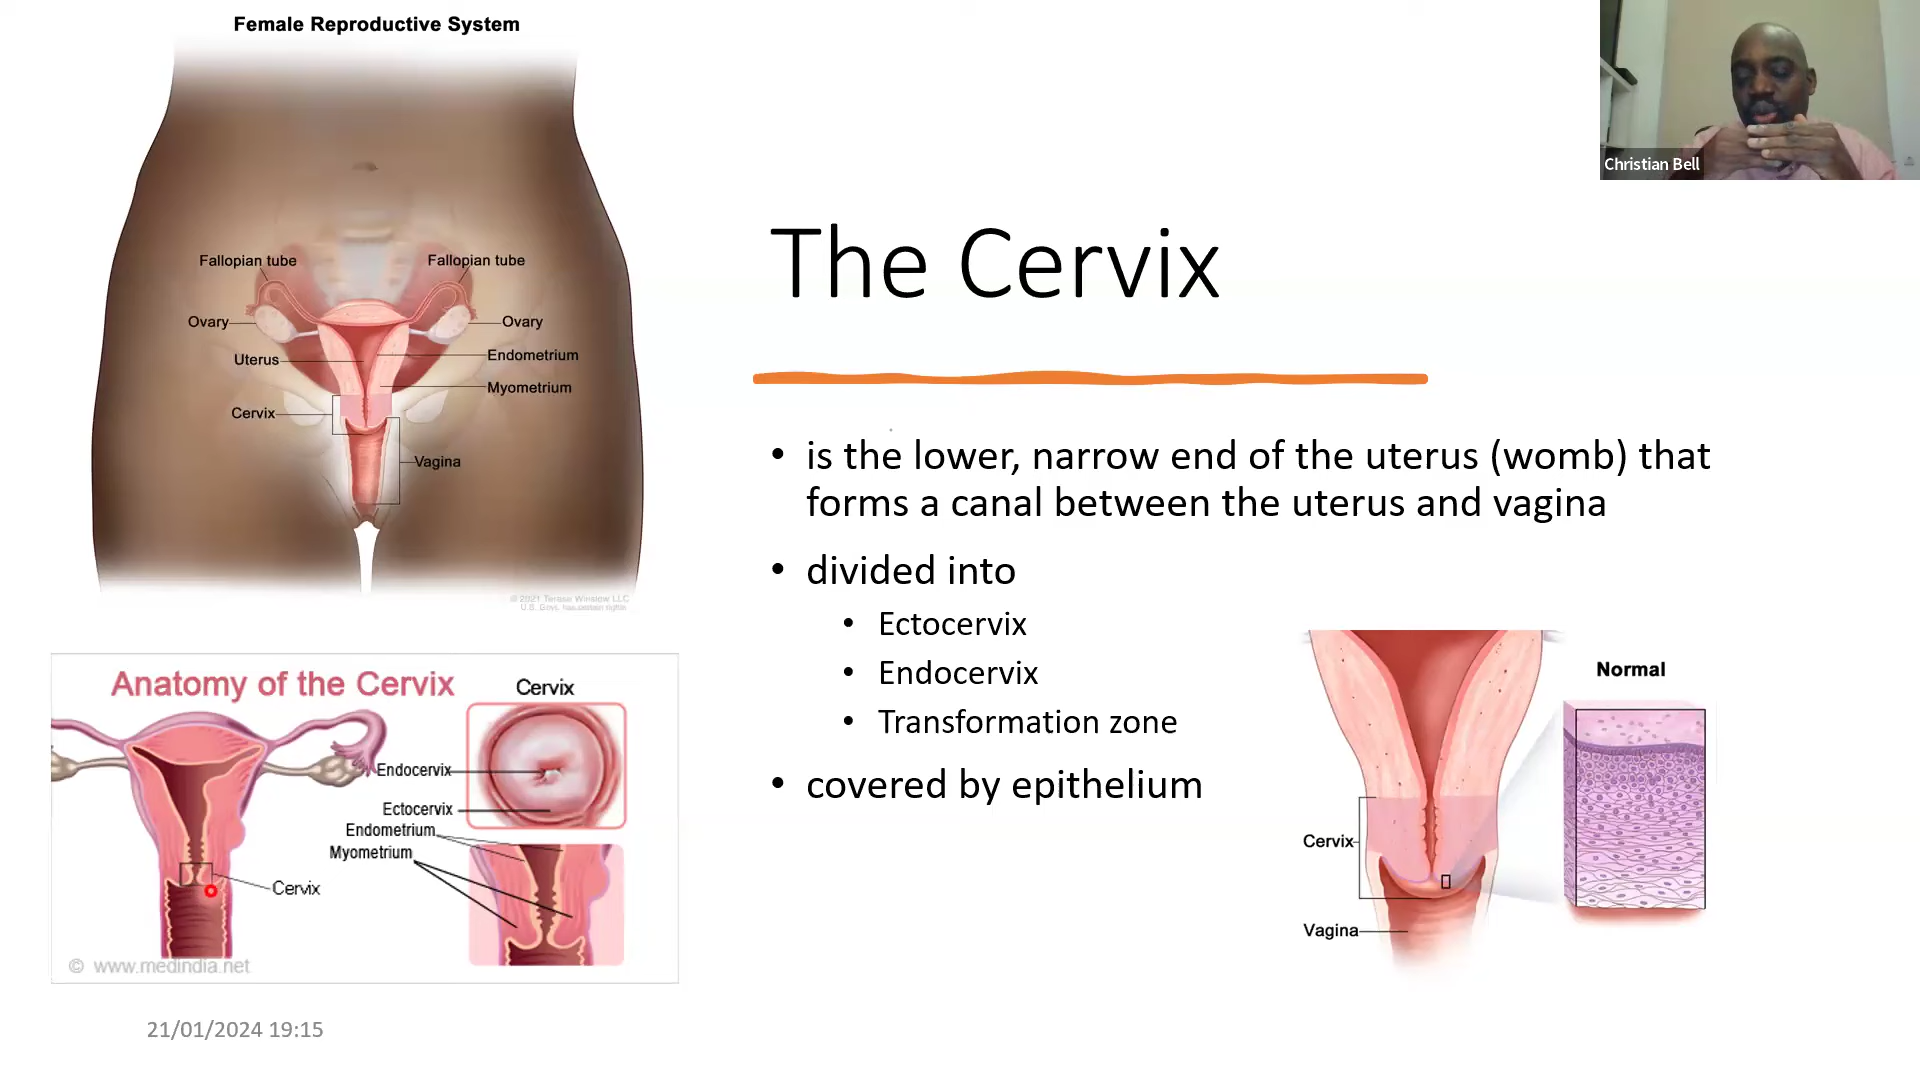 Female Reproductive System
Fallopian tube
Fallopian tube
Ovary
Ovary
Uterus
Endometrium
Myometrium
Cervix
Vagina
© 2021 Terese Winslow LLC
U.S. Govt. has certain rights
Christian Bell
The Cervix
• is the lower, narrow end of the uterus (womb) that
forms a canal between the uterus and vagina
• divided into
• Ectocervix
• Endocervix
• Transformation zone
• covered by epithelium
Anatomy of the Cervix
Cervix
Endocervix
Ectocervix
Endometrium
Myometrium
Cervix
© www.medindia.net
Normal
Cervix
Vagina
21/01/2024 19:15